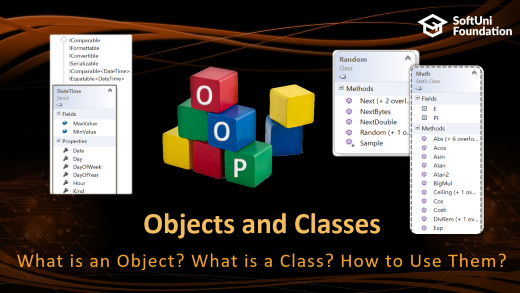 SoftUni
Foundation
IComparable
IFormattable
IConvertible
ISerializable
IComparable<DateTime>
IEquatable<DateTime>
DateTime
Struct
Fields
MaxValue
MinValue
Properties
Date
Day
DayOfWeek
DayOfYear
Hour
Kind
O
O
P
Random
Class
Methods
Next (+ 2 overl...
NextBytes
NextDouble
Random (+ 1 o...
Sample
Math
Static Class
Fields
E
PI
Methods
Abs (+ 6 overlo...
Acos
Asin
Atan
Atan2
BigMul
Ceiling (+ 1 ov...
Cos
Cosh
DivRem (+ 1 ov...
Exp
Objects and Classes
What is an Object? What is a Class? How to Use Them?